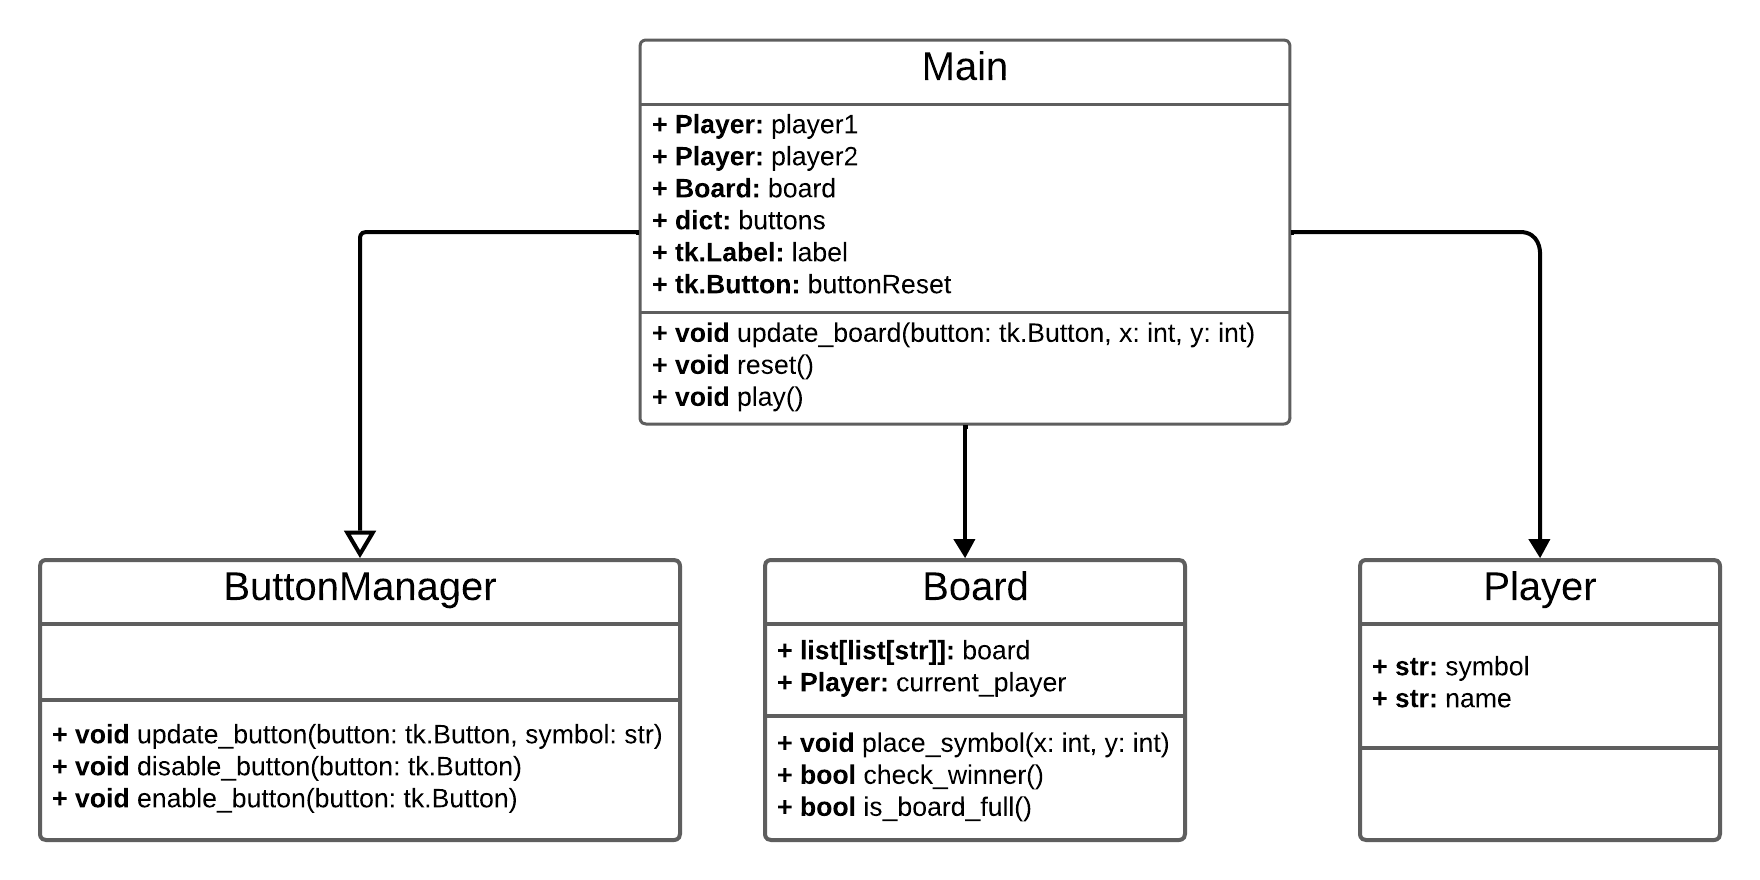 Main
+ Player: player1
+ Player: player2
+ Board: board
+ dict: buttons
+ tk.Label: label
+ tk.Button: buttonReset
+ void update_board(button: tk.Button, x: int, y: int)
+ void reset()
+ void play()
ButtonManager
+ void update_button(button: tk.Button, symbol: str)
+ void disable_button(button: tk.Button)
+ void enable_button(button: tk.Button)
Board
+ list[list[str]]: board
+ Player: current_player
+ void place_symbol(x: int, y: int)
+ bool check_winner()
+ bool is_board_full()
Player
+ str: symbol
+ str: name